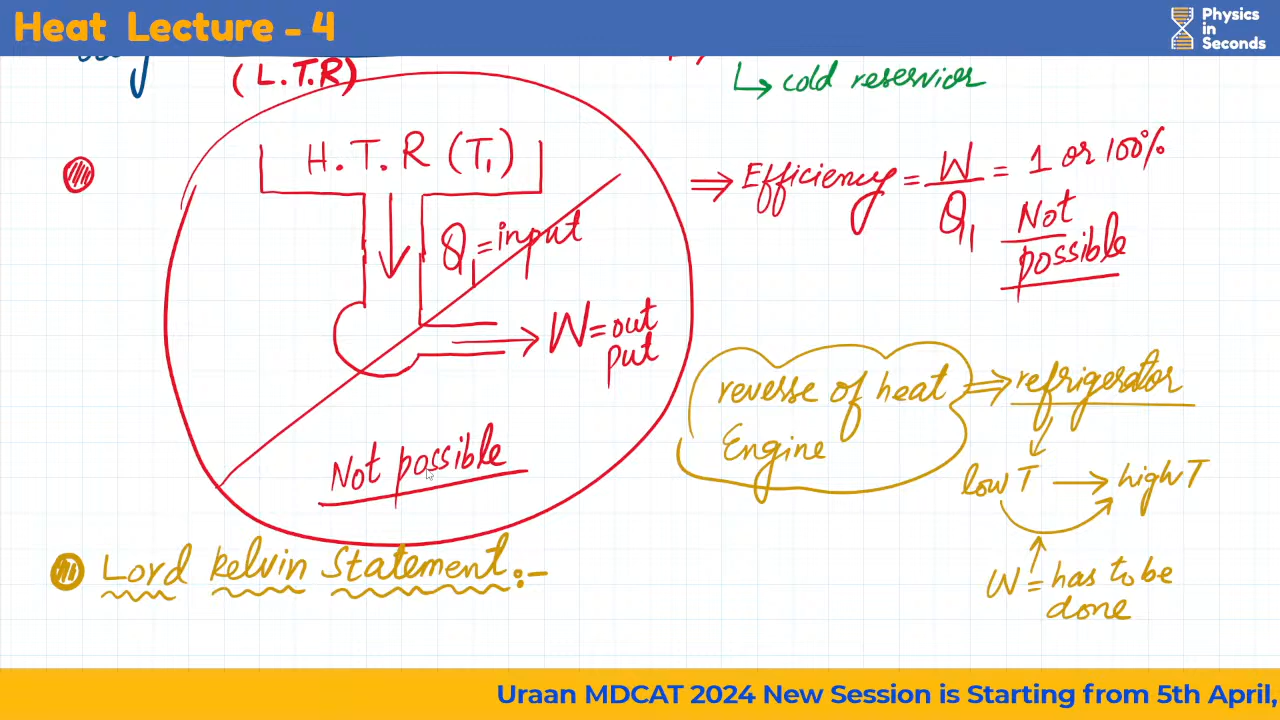 Heat Lecture - 4
Physics
in
Seconds
(L.T.R)
↳ cold reservior
H.T.R (T₁)
Q₁ = input
W = out
put
Not possible
⇒ Efficiency = W/Q₁ = 1 or 100%
Not
possible
reverse of heat
Engine
⇒ refrigerator
low T → high T
W = has to be
done
Lord Kelvin Statement :-
Uraan MDCAT 2024 New Session is Starting from 5th April,